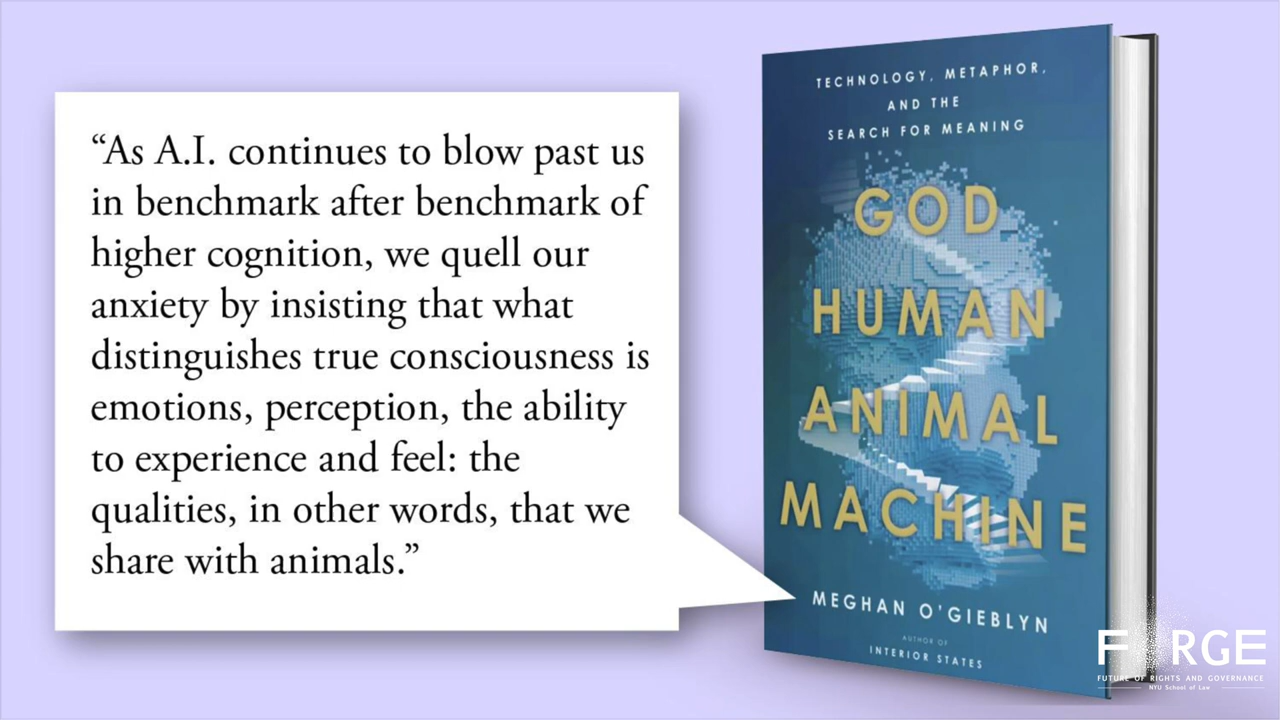 “As A.I. continues to blow past us
in benchmark after benchmark of
higher cognition, we quell our
anxiety by insisting that what
distinguishes true consciousness is
emotions, perception, the ability
to experience and feel: the
qualities, in other words, that we
share with animals.”
TECHNOLOGY, METAPHOR,
AND THE
SEARCH FOR MEANING
GOD
HUMAN
ANIMAL
MACHINE
MEGHAN O’GIEBLYN
AUTHOR OF
INTERIOR STATES
FORGE
FUTURE OF RIGHTS AND GOVERNANCE
NYU School of Law